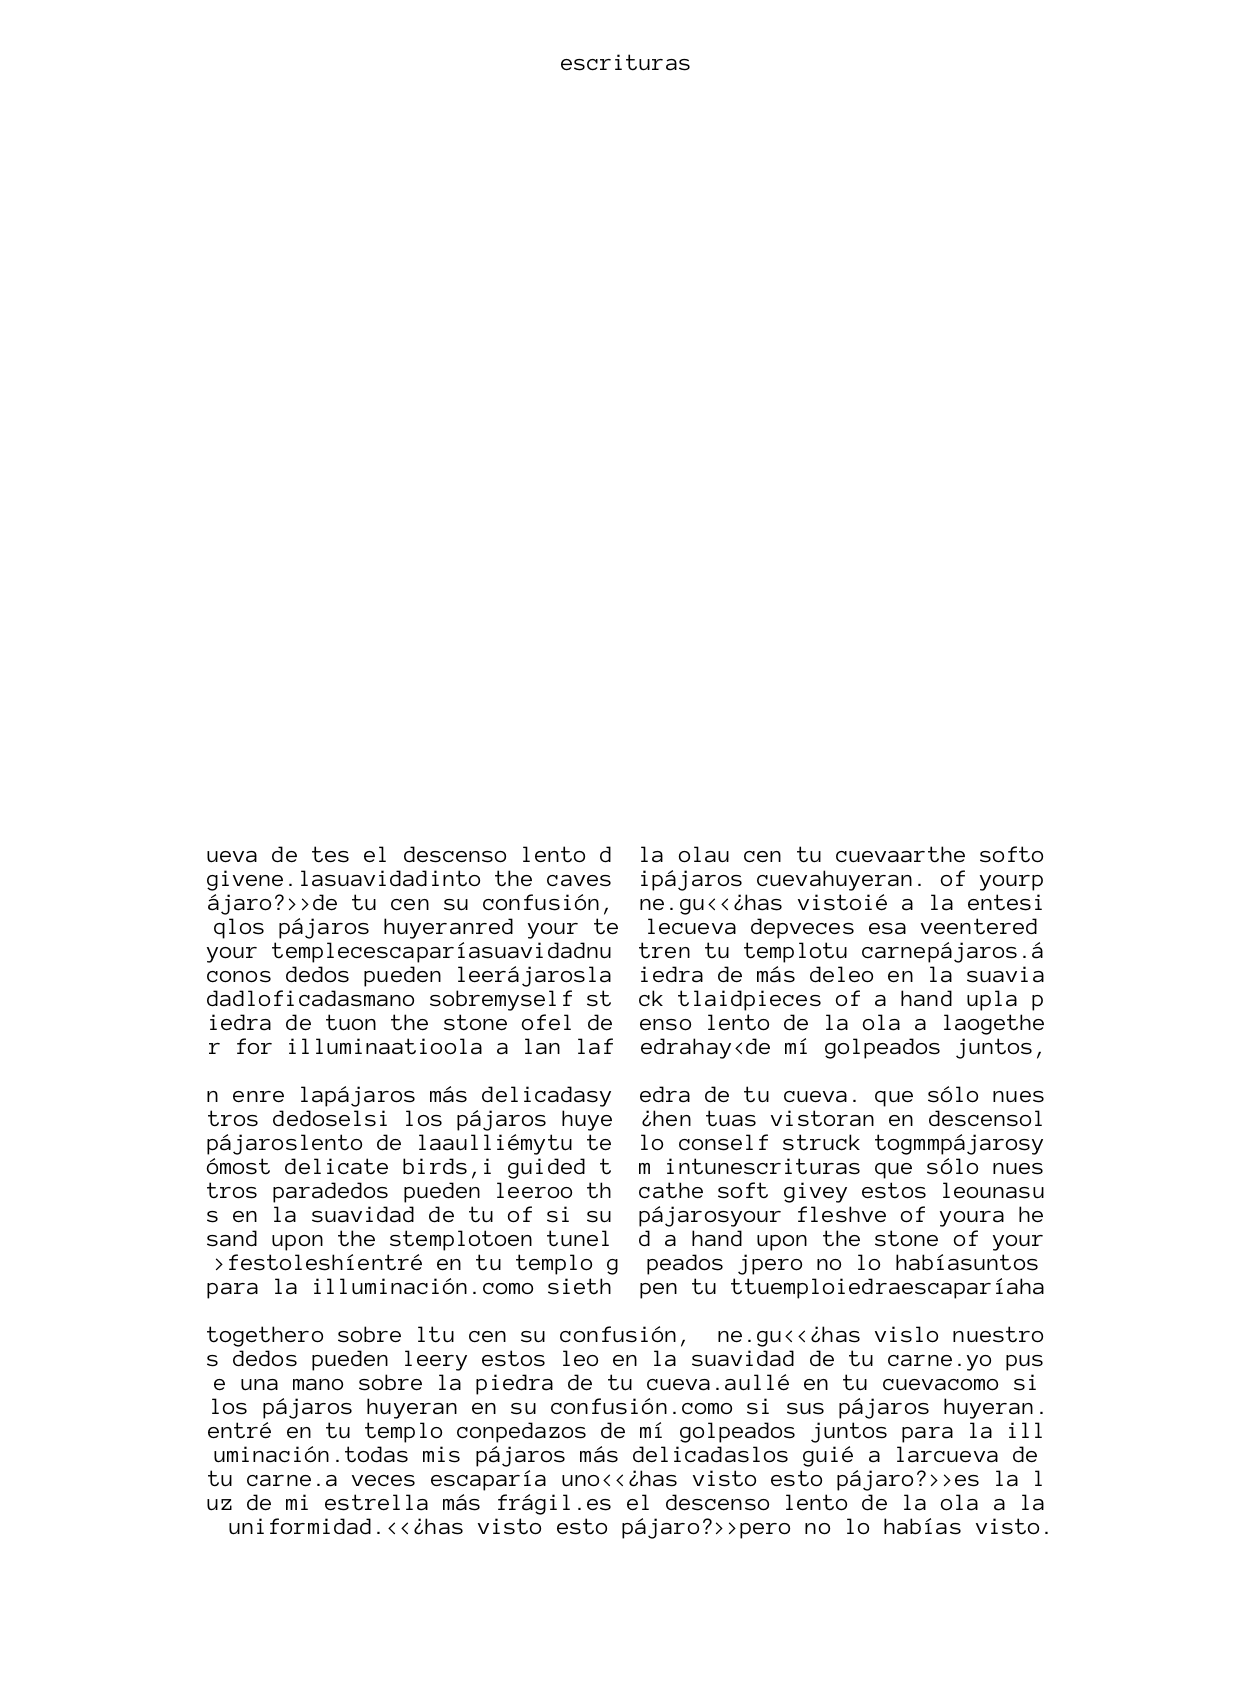 escrituras
ueva de tes el descenso lento d
givene.lasuavidadinto the caves
ájaro?>>de tu cen su confusión,
qlos pájaros huyeranred your te
your templecescaparíasuavidadnu
conos dedos pueden leerájarosla
dadloficadasmano sobremyself st
iedra de tuon the stone ofel de
r for illuminaatioola a lan laf
la olau cen tu cuevaarthe softo
ipájaros cuevahuyeran. of yourp
ne.gu<<¿has vistoié a la entesi
lecueva depveces esa veentered
tren tu templotu carnepájaros.á
iedra de más deleo en la suavia
ck tlaidpieces of a hand upla p
enso lento de la ola a laogethe
edrahay<de mí golpeados juntos,
n enre lapájaros más delicadasy
tros dedoselsi los pájaros huye
pájaroslento de laaulliémytu te
ómost delicate birds,i guided t
tros paradedos pueden leeroo th
s en la suavidad de tu of si su
sand upon the stemplotoen tunel
>festoleshíentré en tu templo g
para la illuminación.como sieth
edra de tu cueva. que sólo nues
¿hen tuas vistoran en descensol
lo conself struck togmmpájarosy
m intunescrituras que sólo nues
cathe soft givey estos leounasu
pájarosyour fleshve of youra he
d a hand upon the stone of your
peados jpero no lo habíasuntos
pen tu ttuemploiedraescaparíaha
togethero sobre ltu cen su confusión,  ne.gu<<¿has vislo nuestro
s dedos pueden leery estos leo en la suavidad de tu carne.yo pus
e una mano sobre la piedra de tu cueva.aullé en tu cuevacomo si
los pájaros huyeran en su confusión.como si sus pájaros huyeran.
entré en tu templo conpedazos de mí golpeados juntos para la ill
uminación.todas mis pájaros más delicadaslos guié a larcueva de
tu carne.a veces escaparía uno<<¿has visto esto pájaro?>>es la l
uz de mi estrella más frágil.es el descenso lento de la ola a la
uniformidad.<<¿has visto esto pájaro?>>pero no lo habías visto.